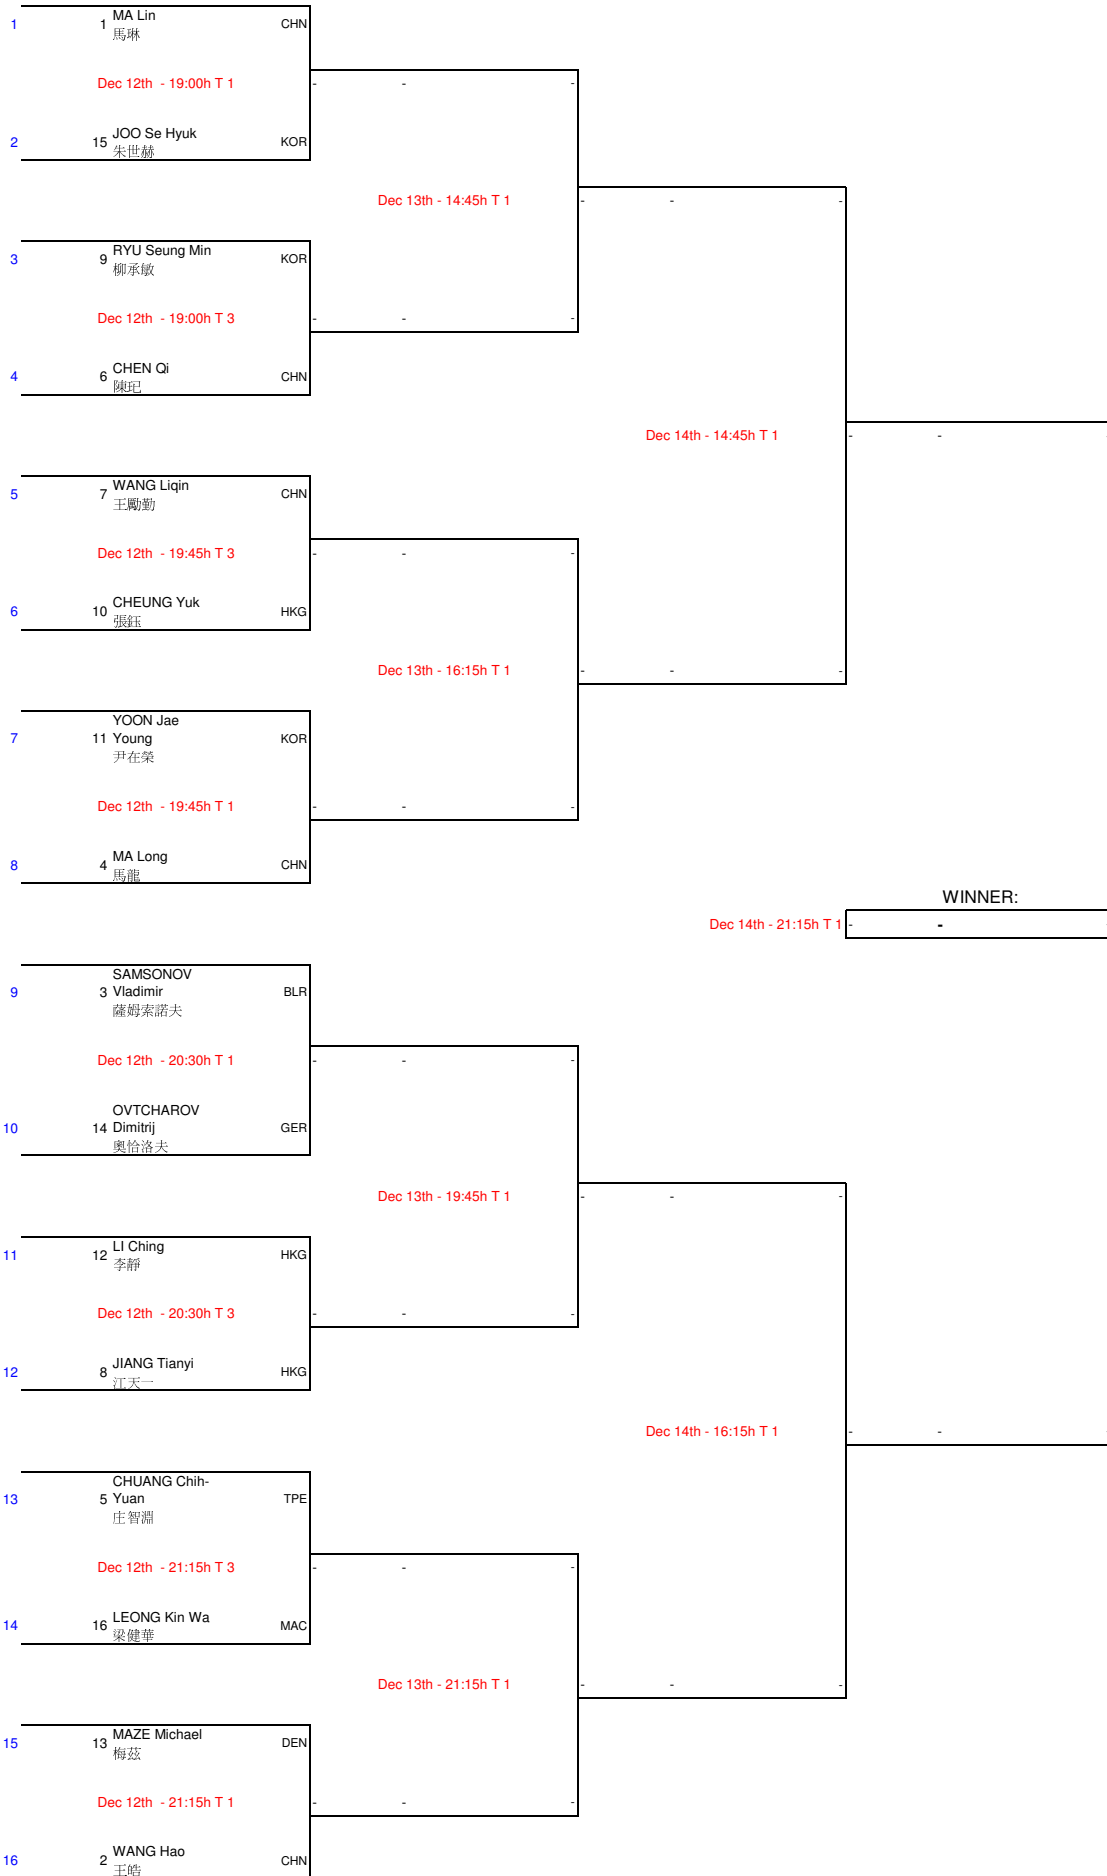 1 1 MA Lin CHN
馬琳
Dec 12th - 19:00h T 1
- - -
2 15 JOO Se Hyuk KOR
朱世赫
Dec 13th - 14:45h T 1
- - -
3 9 RYU Seung Min KOR
柳承敏
Dec 12th - 19:00h T 3
- - -
4 6 CHEN Qi CHN
陳玘
Dec 14th - 14:45h T 1
- - -
5 7 WANG Liqin CHN
王勵勤
Dec 12th - 19:45h T 3
- - -
6 10 CHEUNG Yuk HKG
張鈺
Dec 13th - 16:15h T 1
- - -
YOON Jae
7 11 Young KOR
尹在榮
Dec 12th - 19:45h T 1
- - -
8 4 MA Long CHN
馬龍
WINNER:
Dec 14th - 21:15h T 1
- -
SAMSONOV
9 3 Vladimir BLR
薩姆索諾夫
Dec 12th - 20:30h T 1
- - -
OVTCHAROV
10 14 Dimitrij GER
奧恰洛夫
Dec 13th - 19:45h T 1
- - -
11 12 LI Ching HKG
李靜
Dec 12th - 20:30h T 3
- - -
12 8 JIANG Tianyi HKG
江天一
Dec 14th - 16:15h T 1
- - -
CHUANG Chih-
13 5 Yuan TPE
庄智淵
Dec 12th - 21:15h T 3
- - -
14 16 LEONG Kin Wa MAC
梁健華
Dec 13th - 21:15h T 1
- - -
15 13 MAZE Michael DEN
梅茲
Dec 12th - 21:15h T 1
- - -
16 2 WANG Hao CHN
王皓